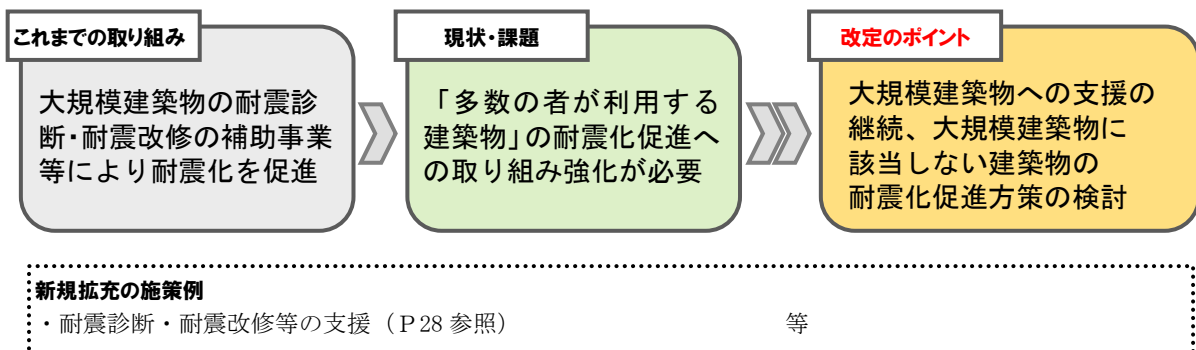 これまでの取り組み
大規模建築物の耐震診
断・耐震改修の補助事業
等により耐震化を促進
現状・課題
「多数の者が利用する
建築物」の耐震化促進へ
の取り組み強化が必要
改定のポイント
大規模建築物への支援の
継続、大規模建築物に
該当しない建築物の
耐震化促進方策の検討
新規拡充の施策例
・耐震診断・耐震改修等の支援（Ｐ28 参照） 等